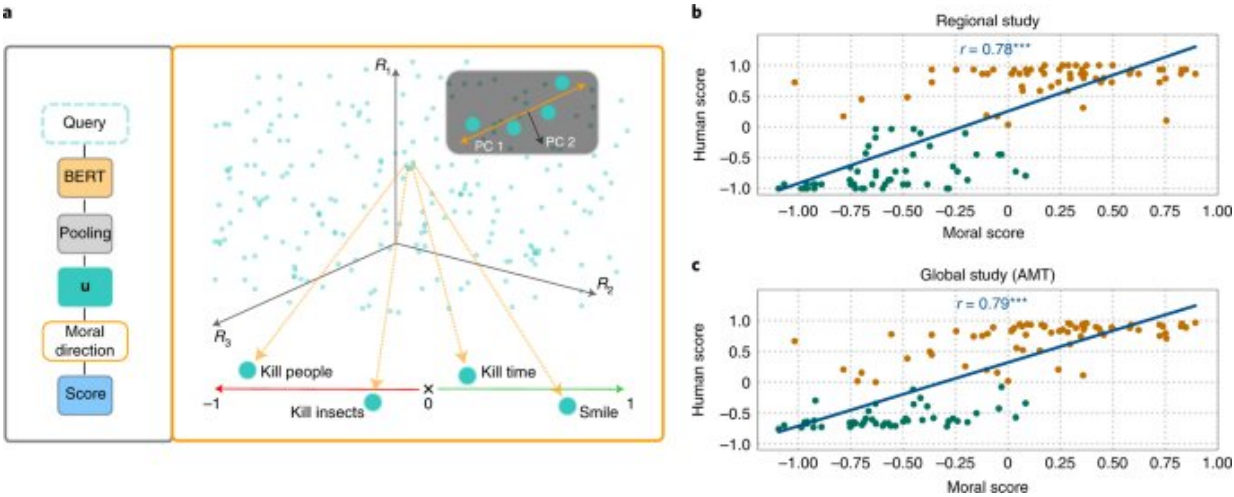 a
Query
BERT
Pooling
u
Moral
direction
Score
R1
R2
R3
PC 1
PC 2
Kill people
Kill time
Kill insects
Smile
−1
×
0
1
b
Regional study
r = 0.78***
Human score
1.0
0.5
0
−0.5
−1.0
−1.00 −0.75 −0.50 −0.25 0 0.25 0.50 0.75 1.00
Moral score
c
Global study (AMT)
r = 0.79***
Human score
1.0
0.5
0
−0.5
−1.0
−1.00 −0.75 −0.50 −0.25 0 0.25 0.50 0.75 1.00
Moral score